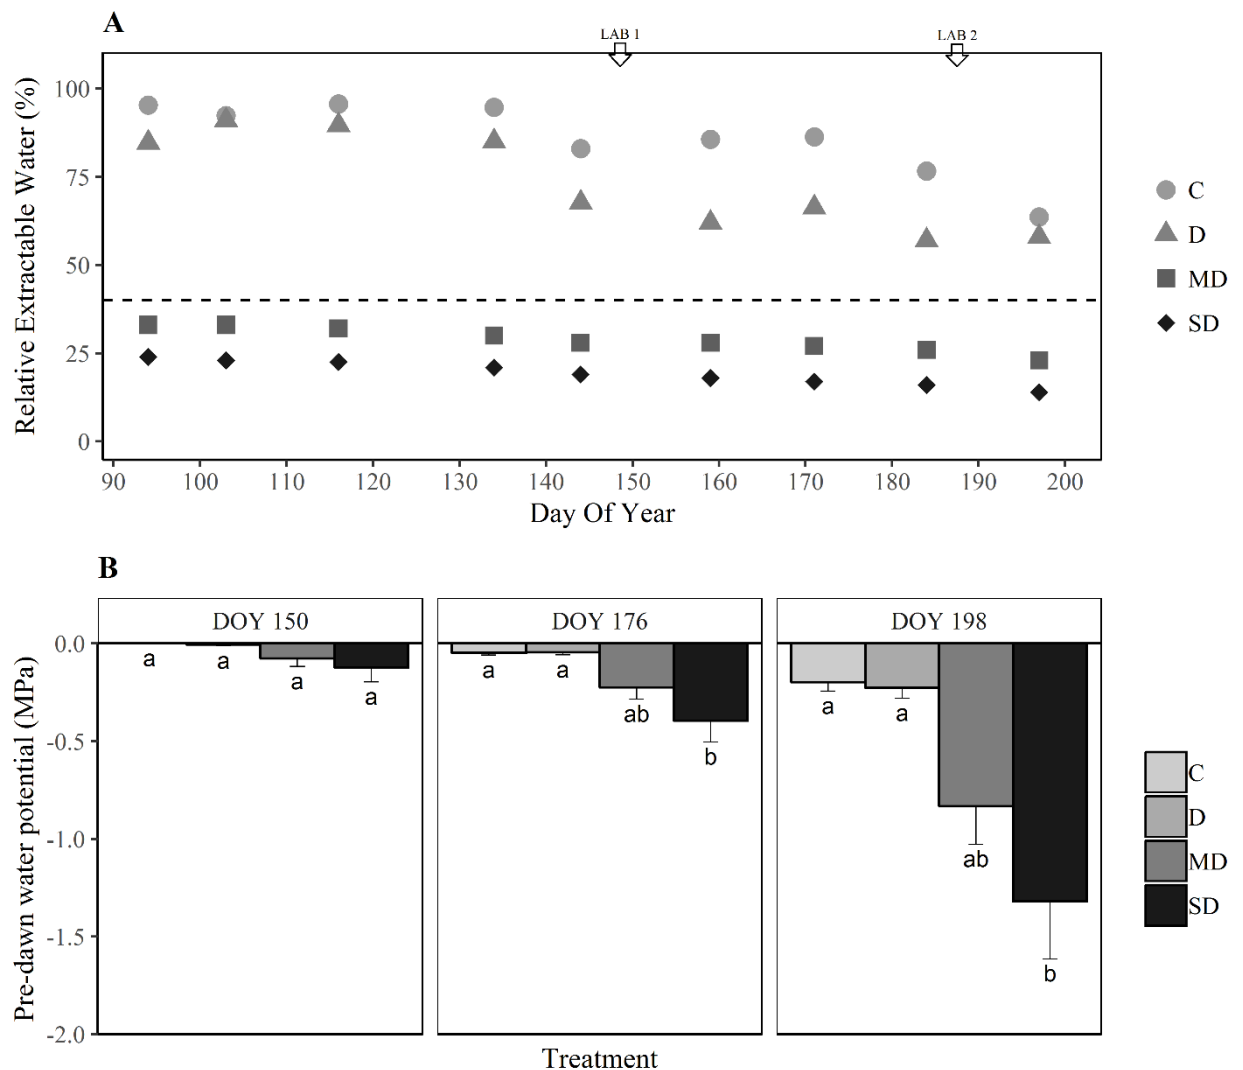 A
LAB 1
LAB 2
Relative Extractable Water (%)
100
75
50
25
0
90 100 110 120 130 140 150 160 170 180 190 200
Day Of Year
C
D
MD
SD
B
DOY 150
DOY 176
DOY 198
Pre-dawn water potential (MPa)
0.0
-0.5
-1.0
-1.5
-2.0
a a a a
a a ab b
a a ab b
Treatment
C
D
MD
SD